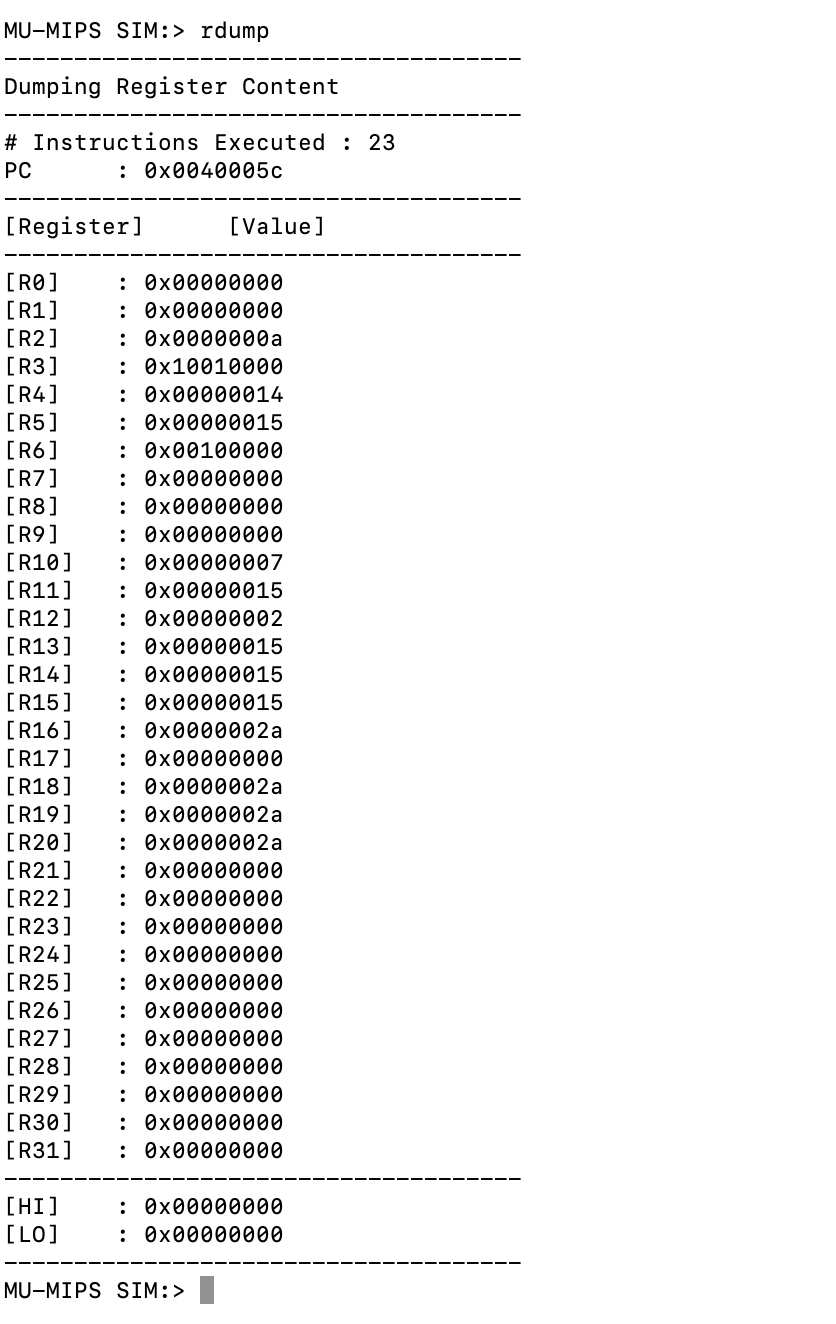 MU-MIPS SIM:> rdump
-------------------------------------
Dumping Register Content
-------------------------------------
# Instructions Executed : 23
PC      : 0x0040005c
-------------------------------------
[Register]      [Value]
-------------------------------------
[R0]    : 0x00000000
[R1]    : 0x00000000
[R2]    : 0x0000000a
[R3]    : 0x10010000
[R4]    : 0x00000014
[R5]    : 0x00000015
[R6]    : 0x00100000
[R7]    : 0x00000000
[R8]    : 0x00000000
[R9]    : 0x00000000
[R10]   : 0x00000007
[R11]   : 0x00000015
[R12]   : 0x00000002
[R13]   : 0x00000015
[R14]   : 0x00000015
[R15]   : 0x00000015
[R16]   : 0x0000002a
[R17]   : 0x00000000
[R18]   : 0x0000002a
[R19]   : 0x0000002a
[R20]   : 0x0000002a
[R21]   : 0x00000000
[R22]   : 0x00000000
[R23]   : 0x00000000
[R24]   : 0x00000000
[R25]   : 0x00000000
[R26]   : 0x00000000
[R27]   : 0x00000000
[R28]   : 0x00000000
[R29]   : 0x00000000
[R30]   : 0x00000000
[R31]   : 0x00000000
-------------------------------------
[HI]    : 0x00000000
[LO]    : 0x00000000
-------------------------------------
MU-MIPS SIM:>